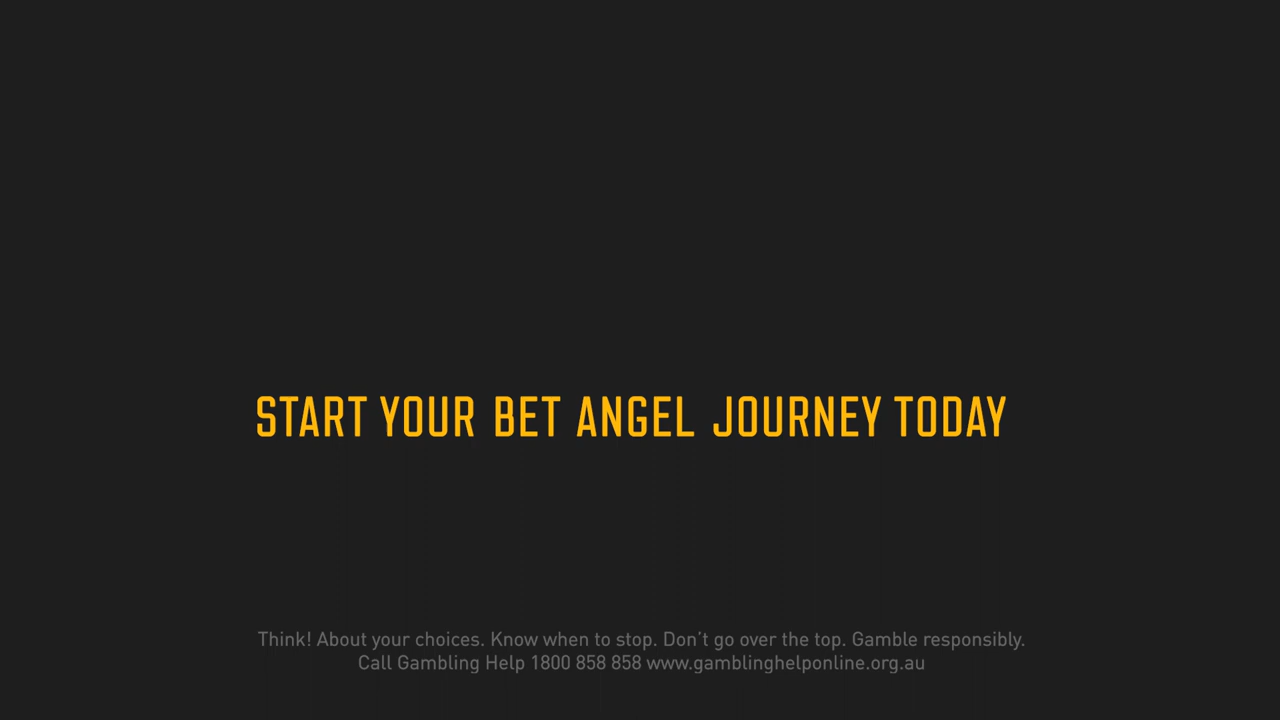 START YOUR BET ANGEL JOURNEY TODAY
Think! About your choices. Know when to stop. Don't go over the top. Gamble responsibly.
Call Gambling Help 1800 858 858 www.gamblinghelponline.org.au